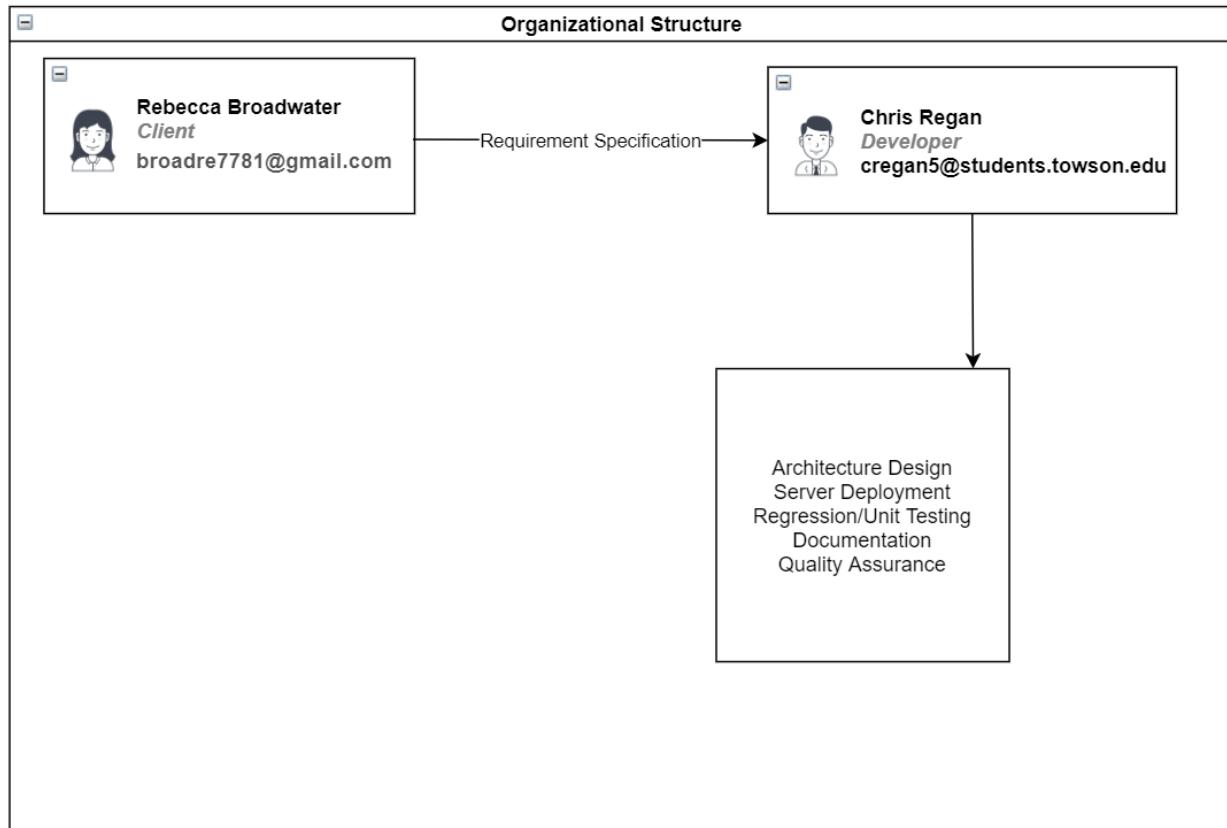 Organizational Structure
Rebecca Broadwater
Client
broadre7781@gmail.com
Requirement Specification
Chris Regan
Developer
cregan5@students.towson.edu
Architecture Design
Server Deployment
Regression/Unit Testing
Documentation
Quality Assurance